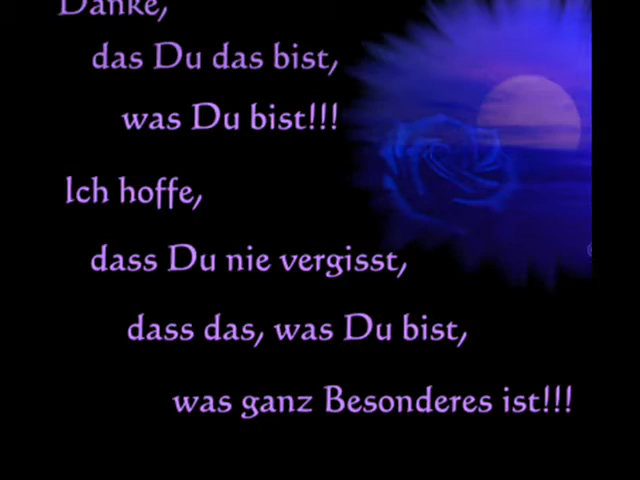 Danke,
das Du das bist,
was Du bist!!!
Ich hoffe,
dass Du nie vergisst,
dass das, was Du bist,
was ganz Besonderes ist!!!